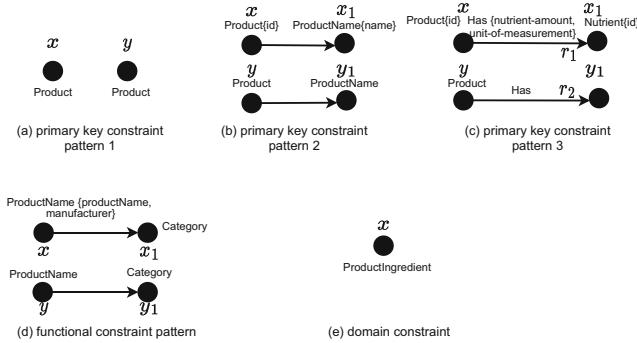 x y
Product Product
(a) primary key constraint
pattern 1
x x₁
Product{id} ProductName{name}
y y₁
Product ProductName
(b) primary key constraint
pattern 2
x x₁
Product{id} Has {nutrient-amount, Nutrient{id}
unit-of-measurement}
r₁
y y₁
Product Has r₂
(c) primary key constraint
pattern 3
ProductName {productName,
manufacturer}
Category
x x₁
ProductName Category
y y₁
(d) functional constraint pattern
x
ProductIngredient
(e) domain constraint